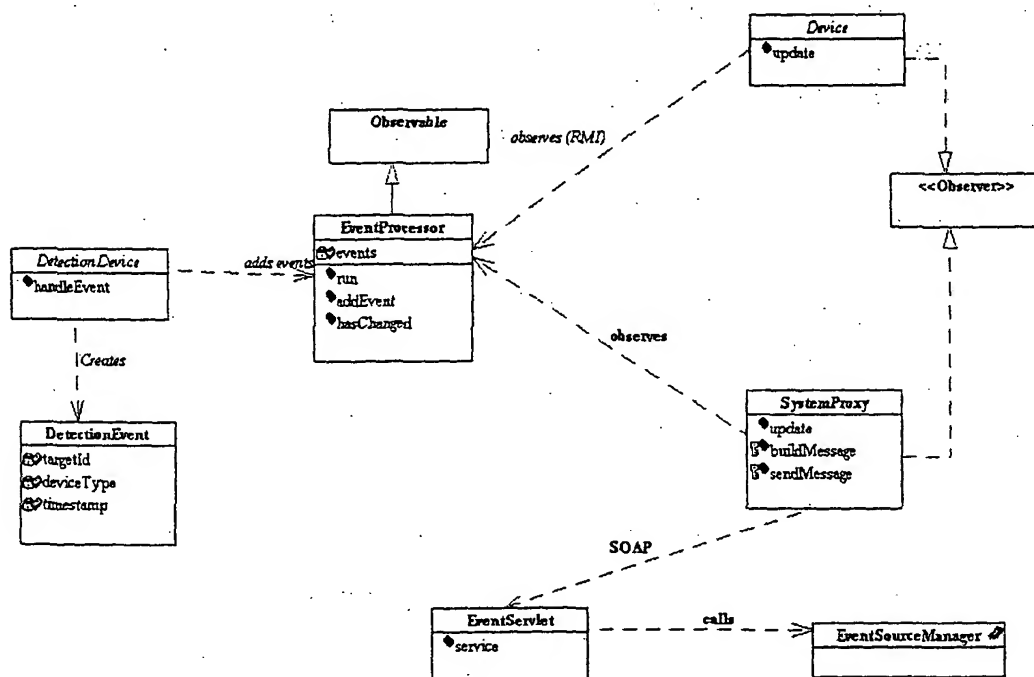 Device
update
Observable
observes (RMI)
<<Observer>>
EventProcessor
events
run
addEvent
hasChanged
DetectionDevice
handleEvent
adds events
Creates
observes
DetectionEvent
targetId
deviceType
timestamp
SystemProxy
update
buildMessage
sendMessage
SOAP
EventServlet
service
calls
EventSourceManager